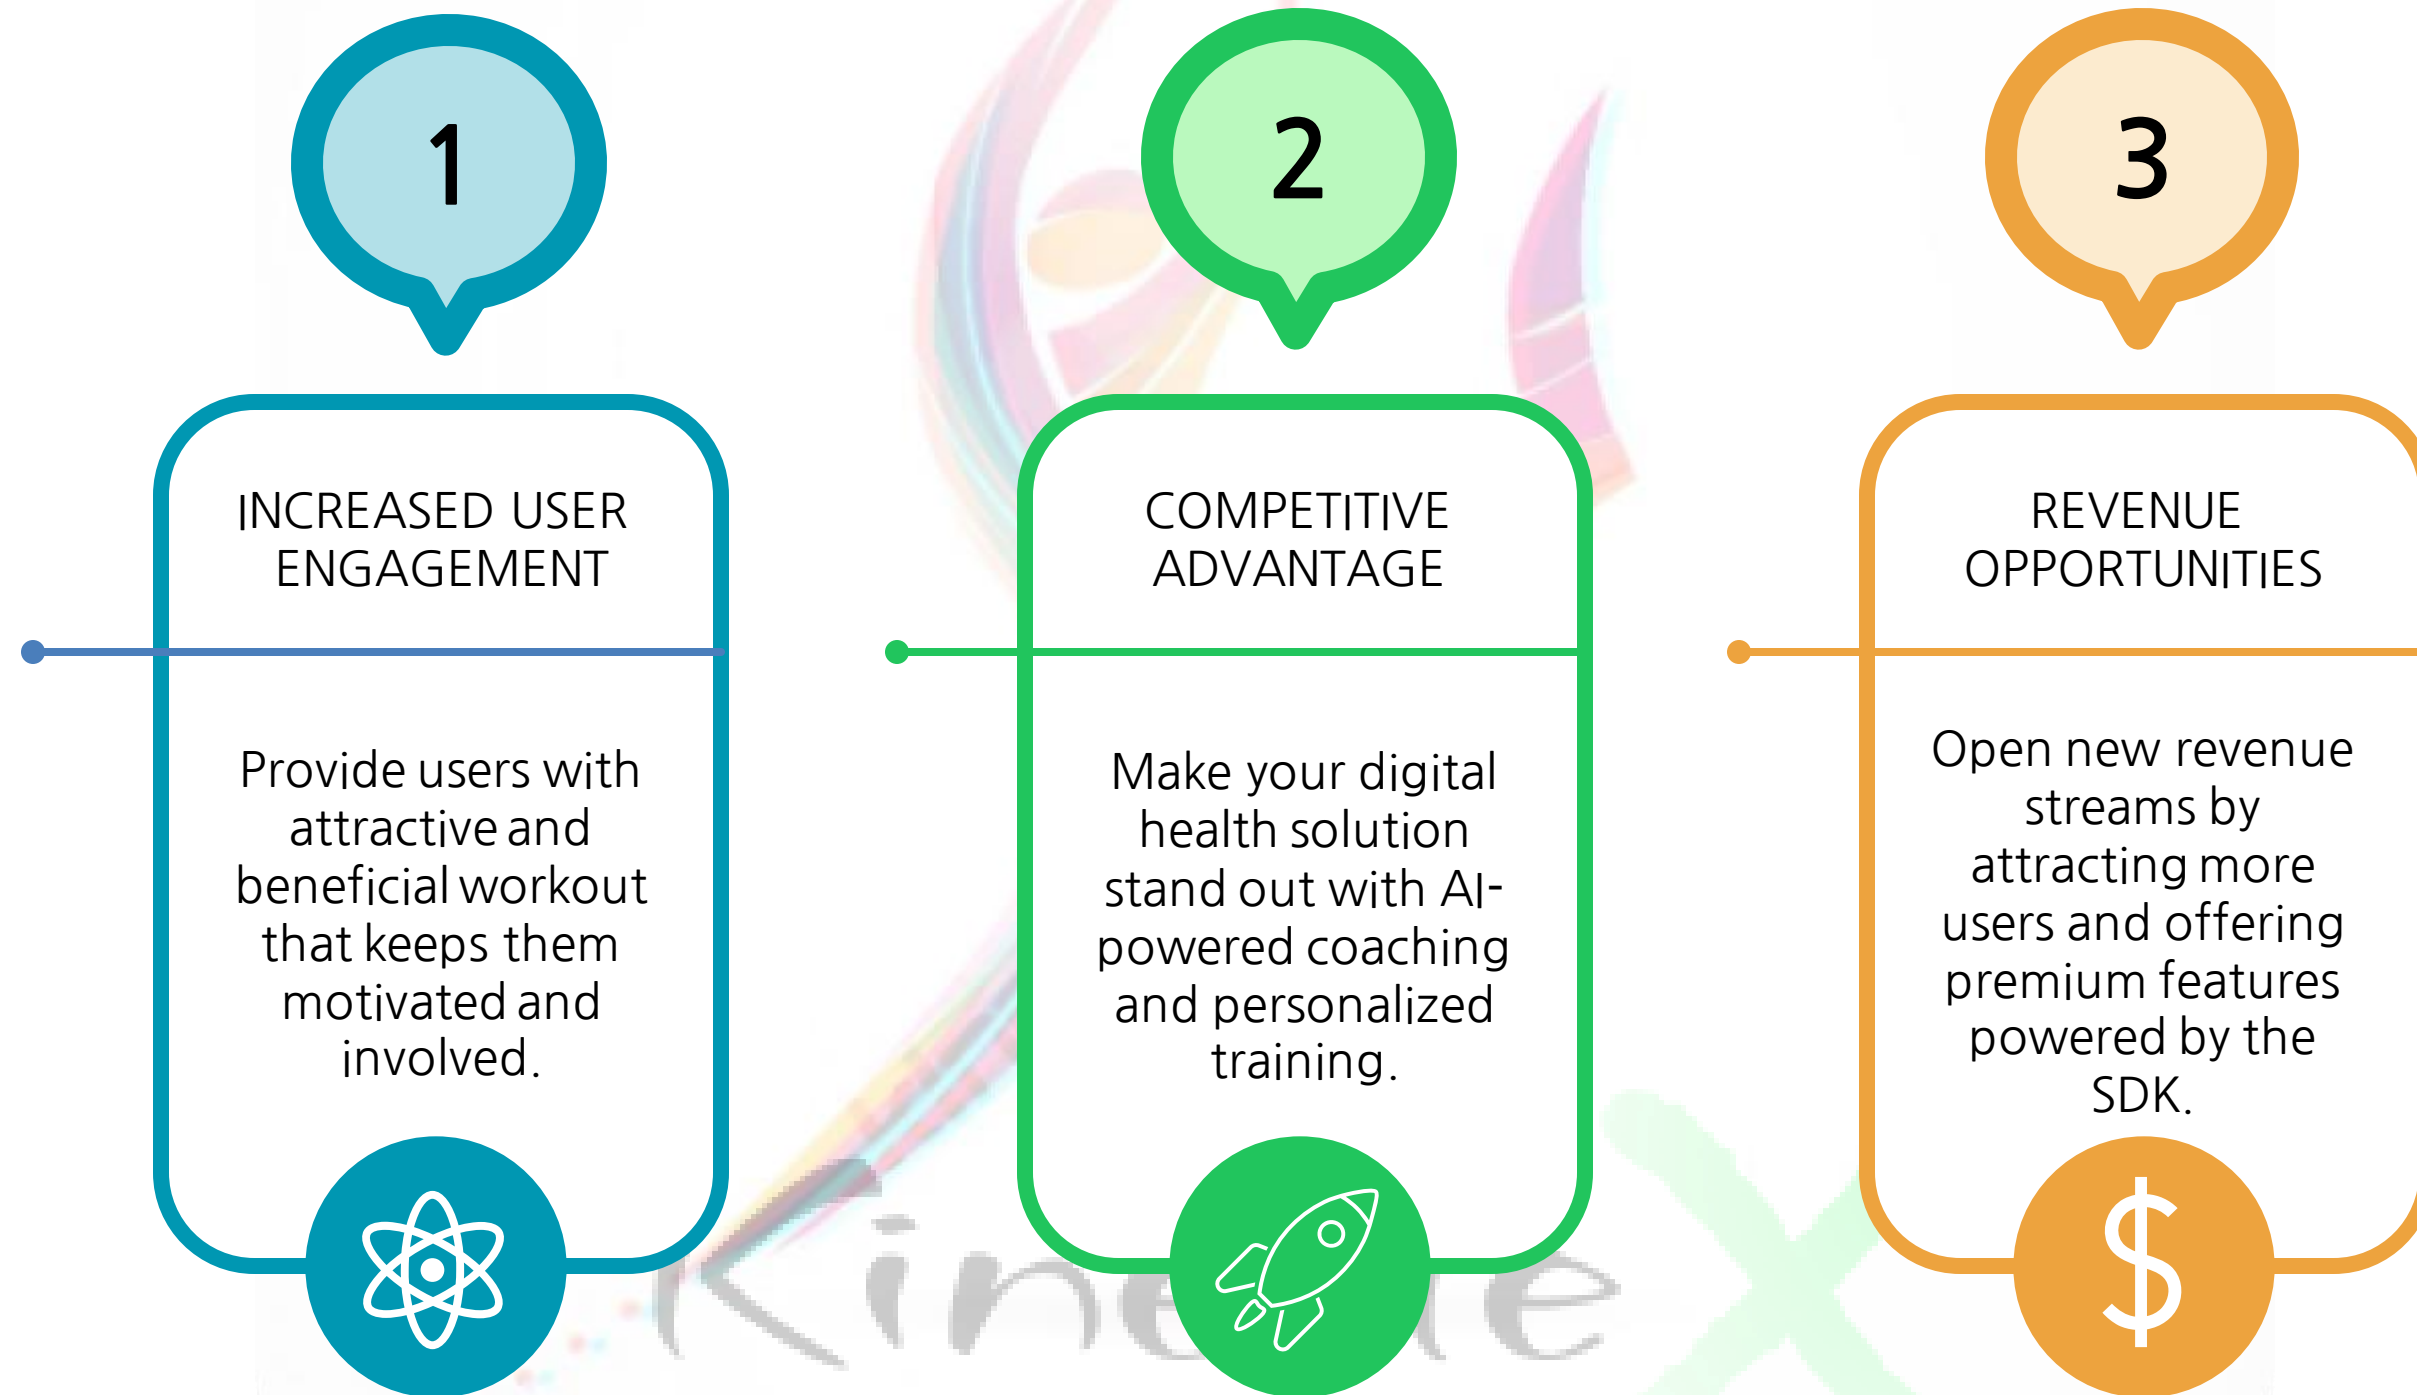 1
INCREASED USER
ENGAGEMENT
Provide users with
attractive and
beneficial workout
that keeps them
motivated and
involved.
2
COMPETITIVE
ADVANTAGE
Make your digital
health solution
stand out with AI-
powered coaching
and personalized
training.
3
REVENUE
OPPORTUNITIES
Open new revenue
streams by
attracting more
users and offering
premium features
powered by the
SDK.
$